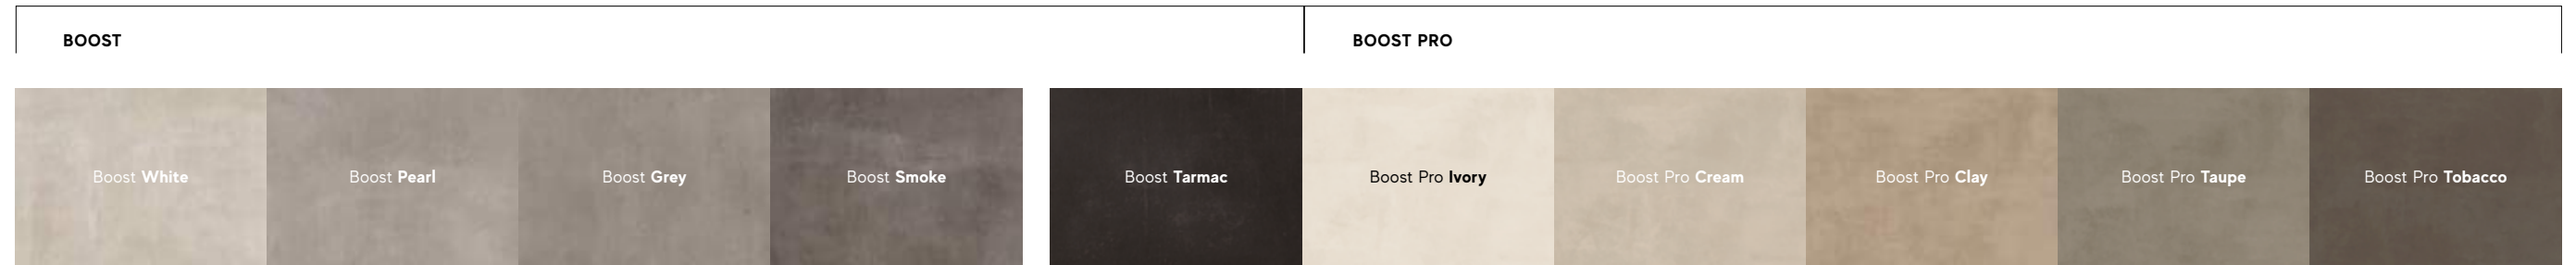 BOOST
BOOST PRO
Boost White
Boost Pearl
Boost Grey
Boost Smoke
Boost Tarmac
Boost Pro Ivory
Boost Pro Cream
Boost Pro Clay
Boost Pro Taupe
Boost Pro Tobacco